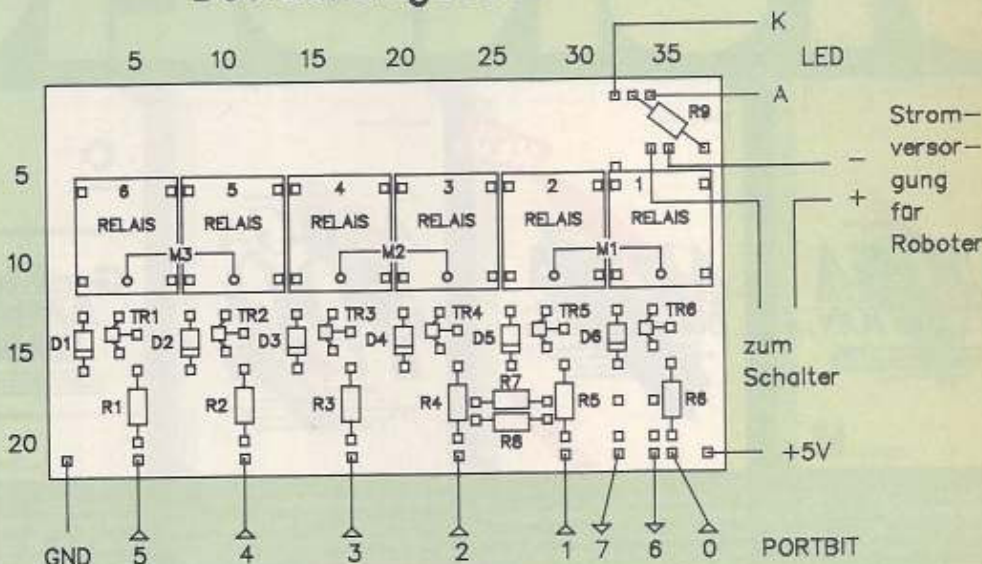 K
5 10 15 20 25 30 35 LED
A
R9
Strom-
versor-
gung
für
Roboter
-
+
5
6 5 4 3 2 1
RELAIS RELAIS RELAIS RELAIS RELAIS RELAIS
M3 M2 M1
10
TR1 TR2 TR3 TR4 TR5 TR6
D1 D2 D3 D4 D5 D6
15
zum
Schalter
R7
R1 R2 R3 R4 R5 R6
R8
20
+5V
GND 5 4 3 2 1 7 6 0 PORTBIT